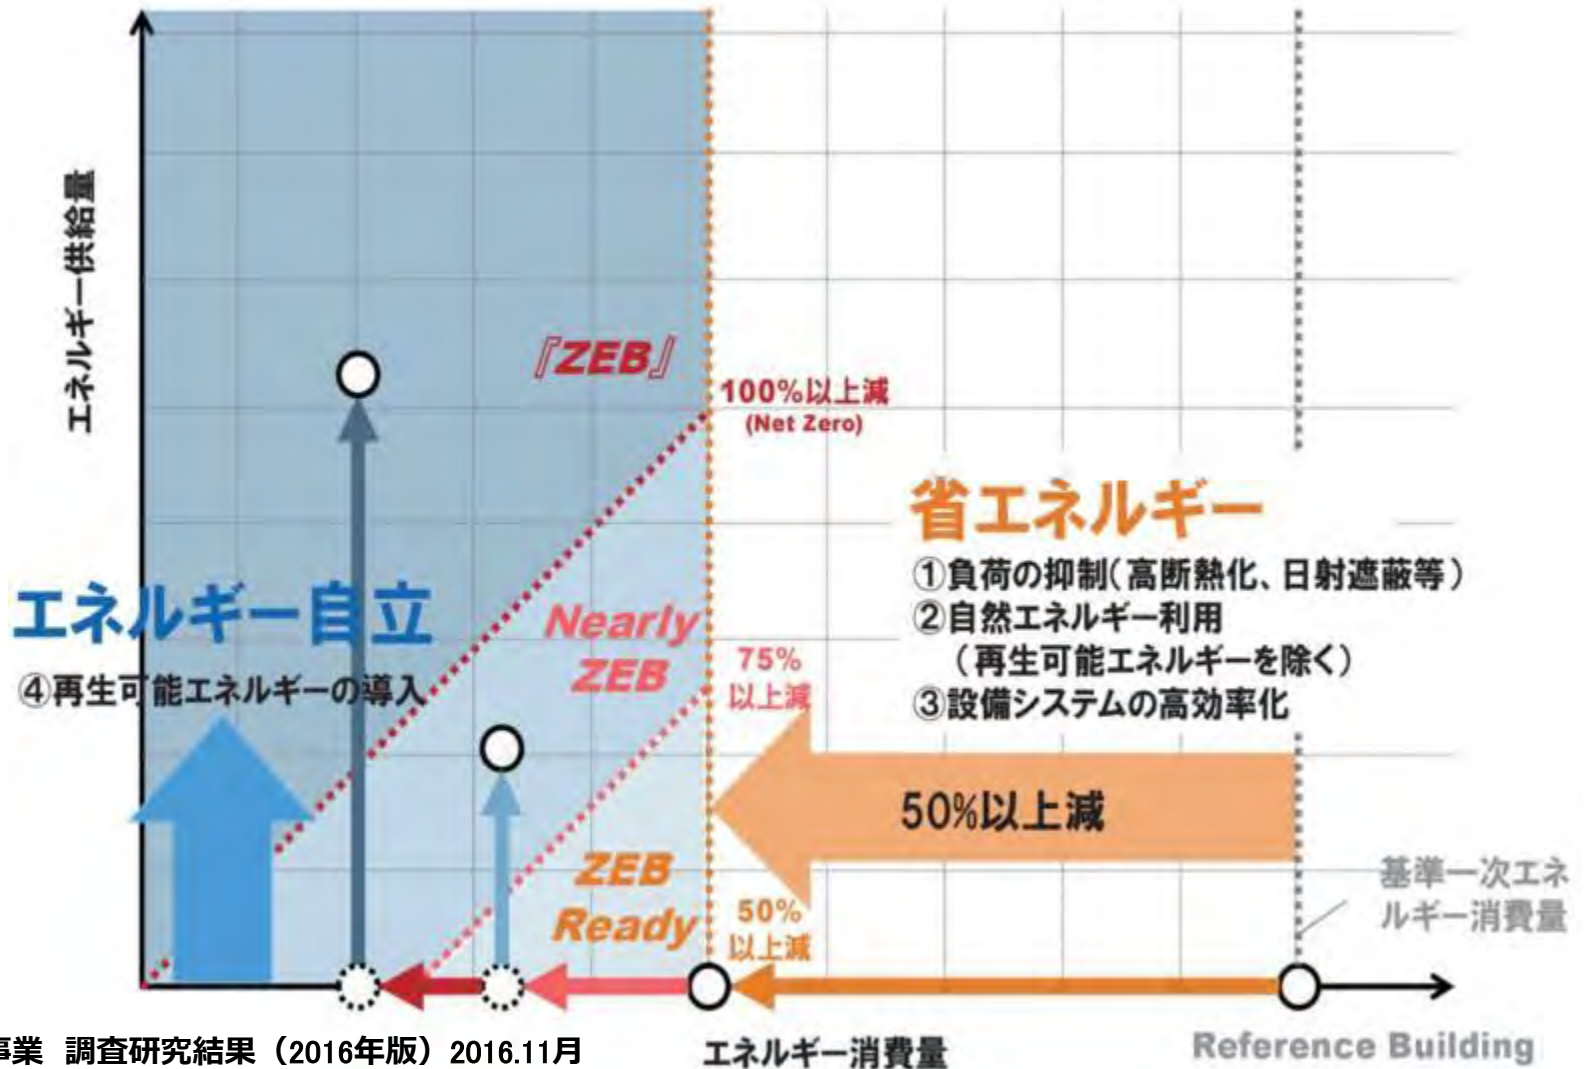 エネルギー供給量
『ZEB』
100%以上減
(Net Zero)
省エネルギー
①負荷の抑制(高断熱化、日射遮蔽等)
②自然エネルギー利用
(再生可能エネルギーを除く)
③設備システムの高効率化
エネルギー自立
④再生可能エネルギーの導入
Nearly
ZEB
75%
以上減
50%以上減
ZEB
Ready
50%
以上減
基準一次エネ
ルギー消費量
事業 調査研究結果(2016年版)2016.11月
エネルギー消費量
Reference Building